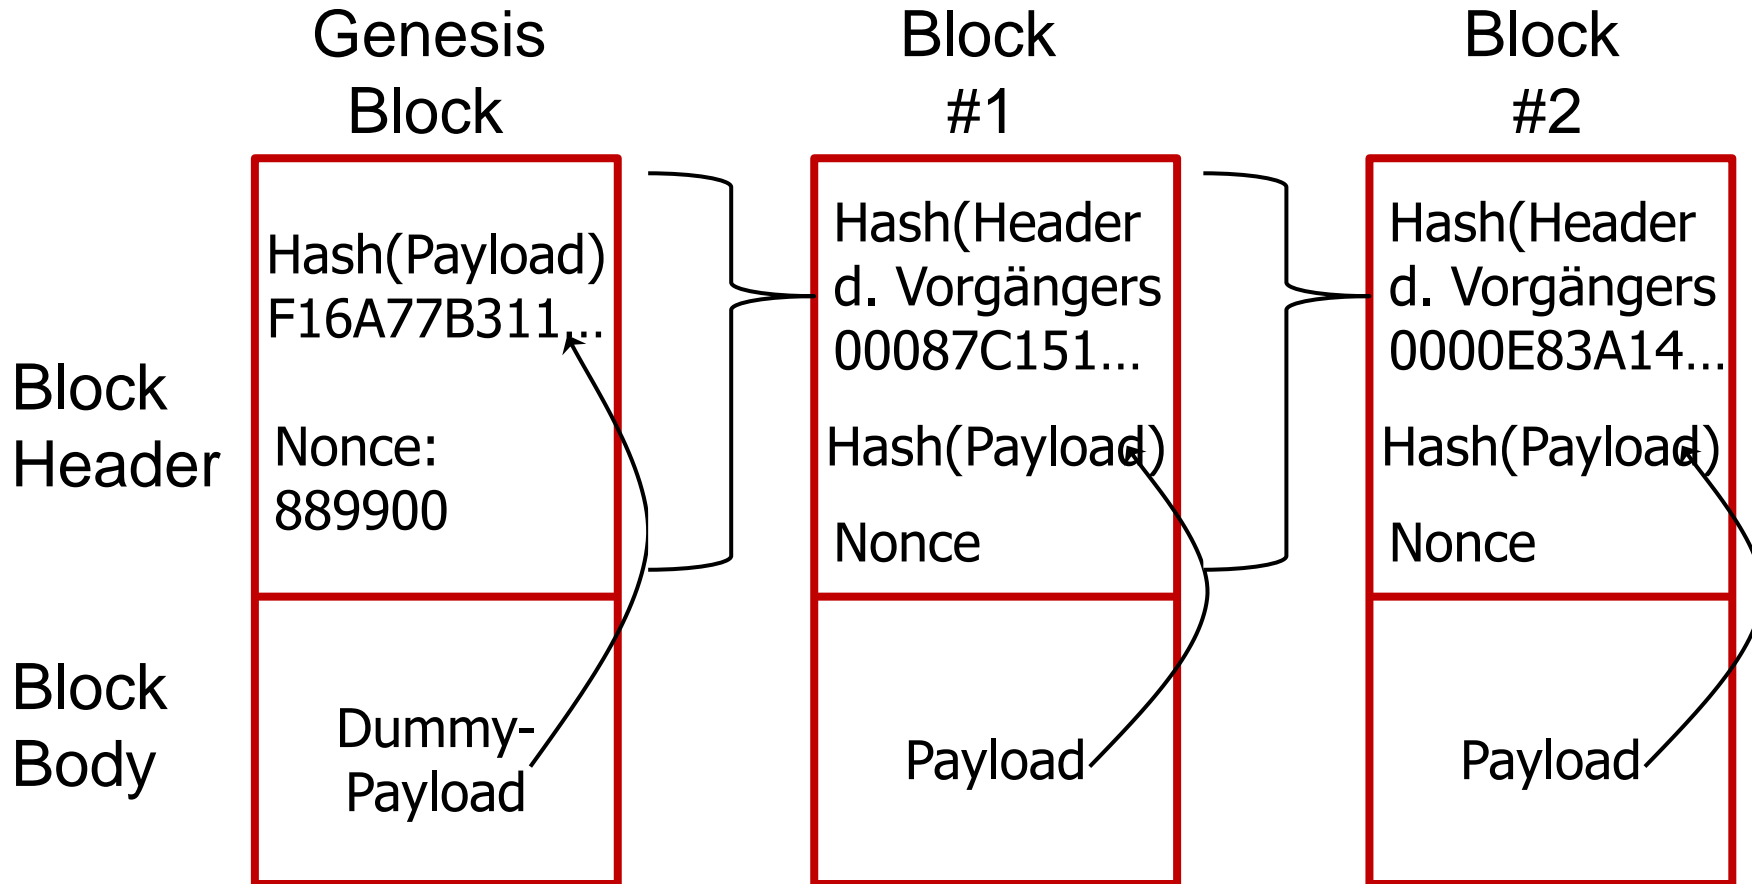 Genesis
Block
Block
#1
Block
#2
Block
Header
Hash(Payload)
F16A77B311...
Nonce:
889900
Hash(Header
d. Vorgängers
00087C151...
Hash(Payload)
Nonce
Hash(Header
d. Vorgängers
0000E83A14...
Hash(Payload)
Nonce
Block
Body
Dummy-
Payload
Payload
Payload